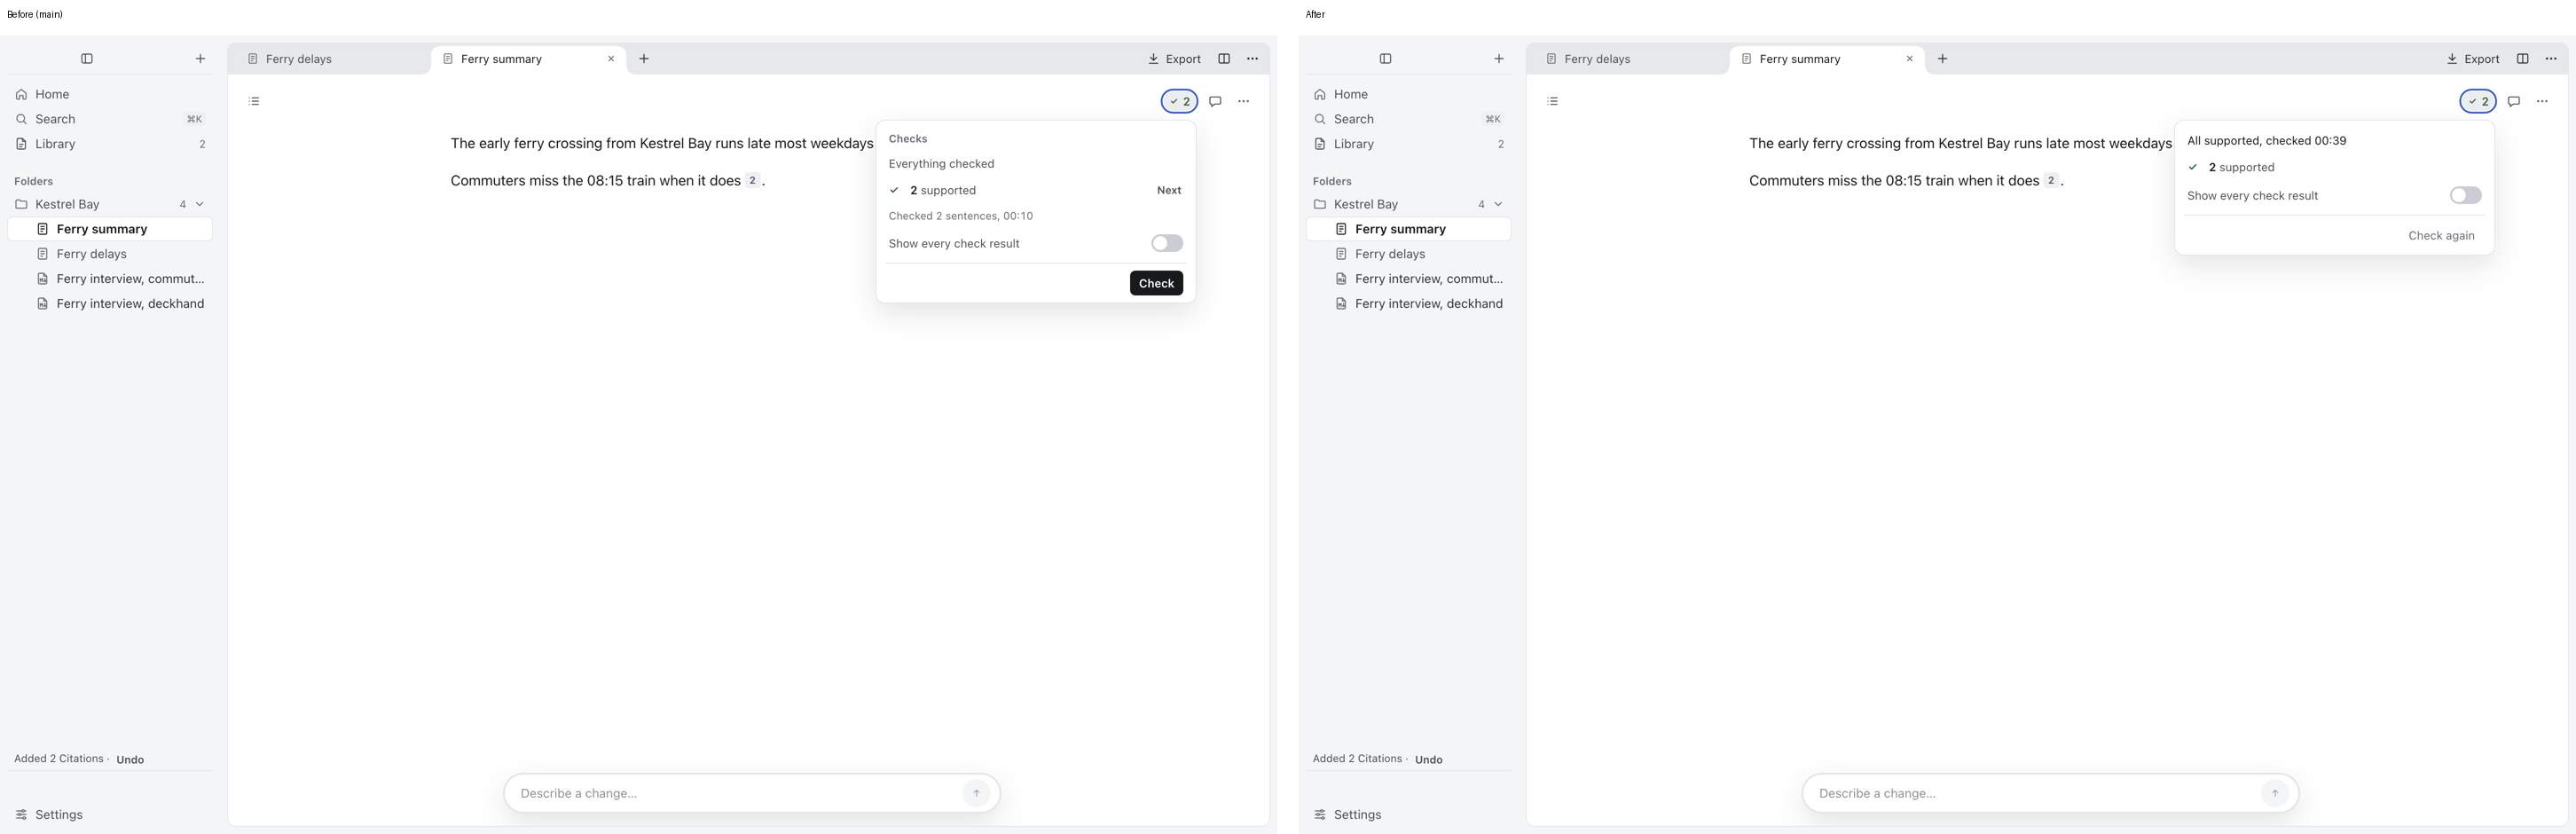 Before (main)
Home
Search ⌘K
Library 2
Folders
Kestrel Bay 4
Ferry summary
Ferry delays
Ferry interview, commut...
Ferry interview, deckhand
Added 2 Citations · Undo
Settings
Ferry delays
Ferry summary
Export
2
The early ferry crossing from Kestrel Bay runs late most weekdays
Commuters miss the 08:15 train when it does 2 .
Checks
Everything checked
2 supported Next
Checked 2 sentences, 00:10
Show every check result
Check
Describe a change...
After
Home
Search ⌘K
Library 2
Folders
Kestrel Bay 4
Ferry summary
Ferry delays
Ferry interview, commut...
Ferry interview, deckhand
Added 2 Citations · Undo
Settings
Ferry delays
Ferry summary
Export
2
The early ferry crossing from Kestrel Bay runs late most weekdays
Commuters miss the 08:15 train when it does 2 .
All supported, checked 00:39
2 supported
Show every check result
Check again
Describe a change...